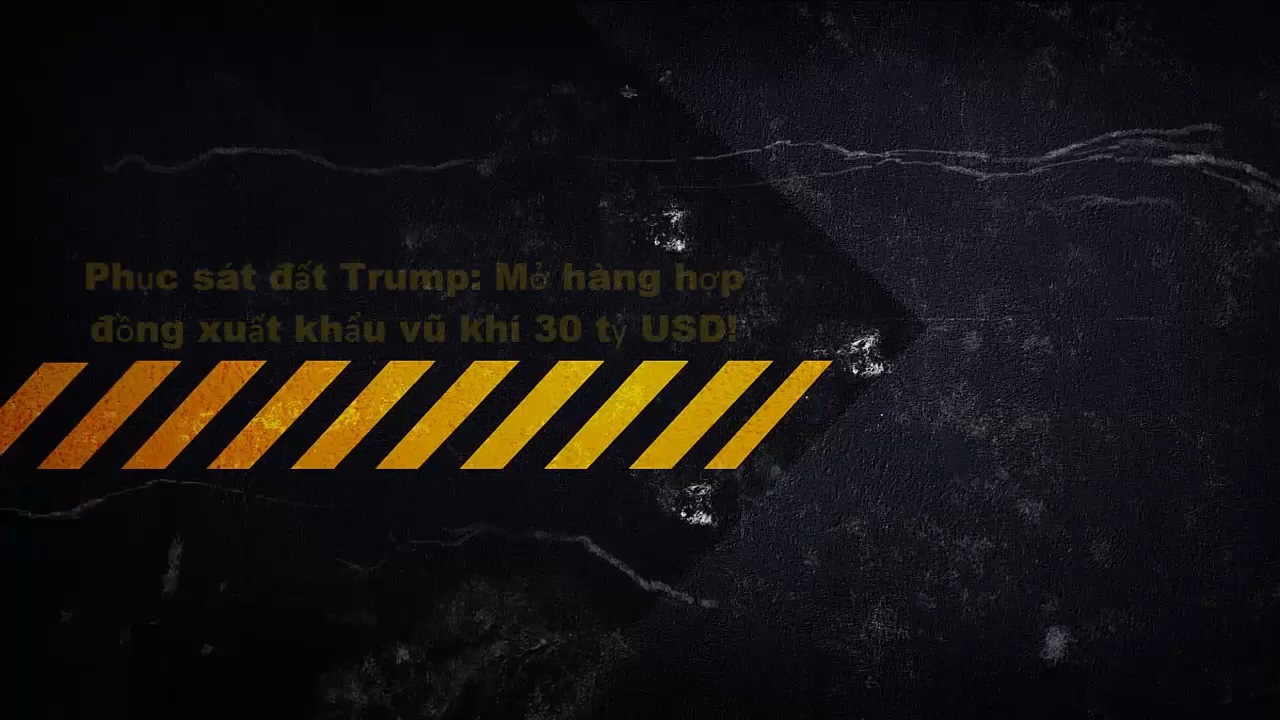 Phục sát đất Trump: Mở hàng hợp
đồng xuất khẩu vũ khí 30 tỷ USD!